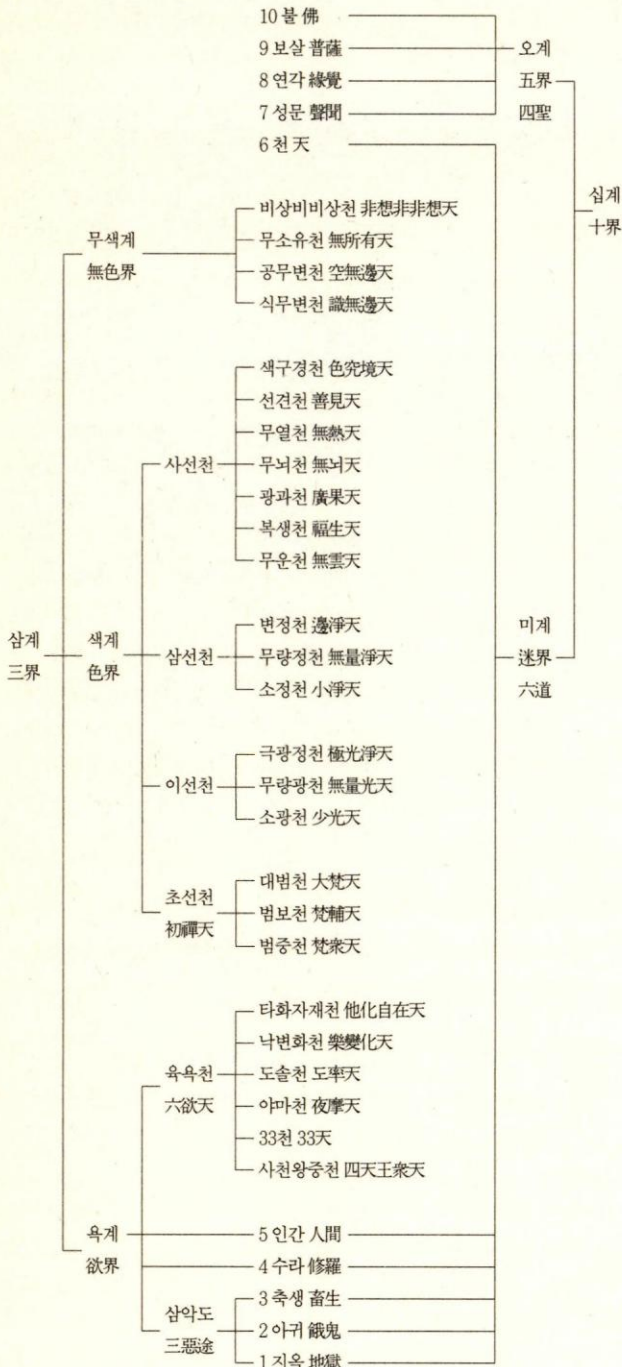 10 불 佛
9 보살 普薩
오계
8 연각 緣覺
五界
7 성문 聲聞
四聖
6 천 天
십계
十界
비상비비상천 非想非非想天
무색계
無色界
무소유천 無所有天
공무변천 空無邊天
식무변천 識無邊天
색구경천 色究境天
선견천 善見天
무열천 無熱天
사선천
무뇌천 無뇌天
광과천 廣果天
복생천 福生天
무운천 無雲天
삼계
三界
색계
色界
삼선천
변정천 邊淨天
무량정천 無量淨天
소정천 小淨天
미계
迷界
六道
이선천
극광정천 極光淨天
무량광천 無量光天
소광천 少光天
초선천
初禪天
대범천 大梵天
범보천 梵輔天
범중천 梵衆天
육욕천
六欲天
타화자재천 他化自在天
낙변화천 樂變化天
도솔천 도率天
야마천 夜摩天
33천 33天
사천왕중천 四天王衆天
욕계
欲界
5 인간 人間
4 수라 修羅
삼악도
三惡途
3 축생 畜生
2 아귀 餓鬼
1 지옥 地獄